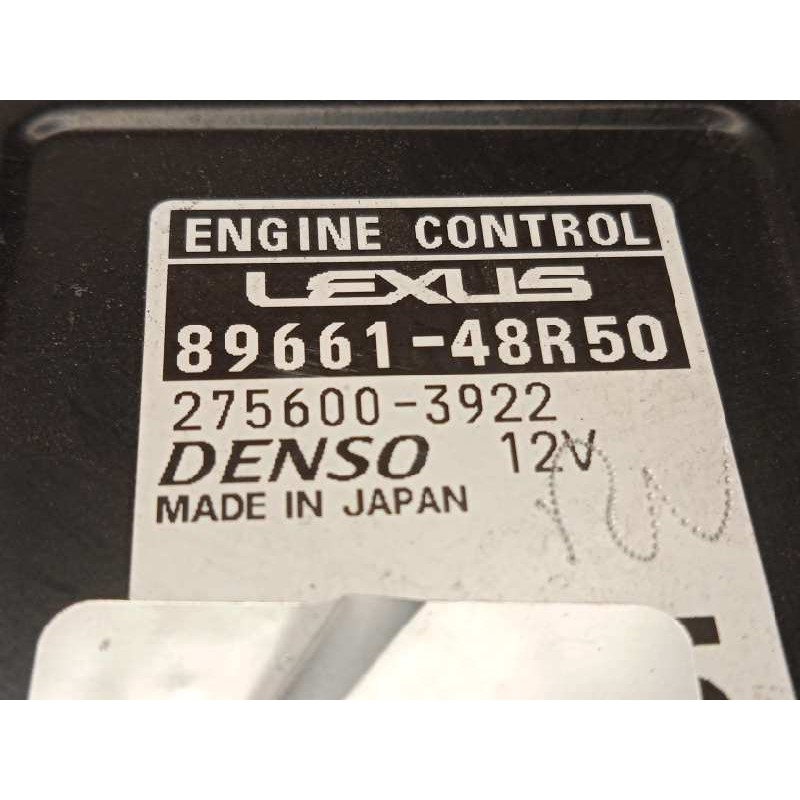 ENGINE CONTROL
LEXUS
89661-48R50
275600-3922
DENSO 12V
MADE IN JAPAN